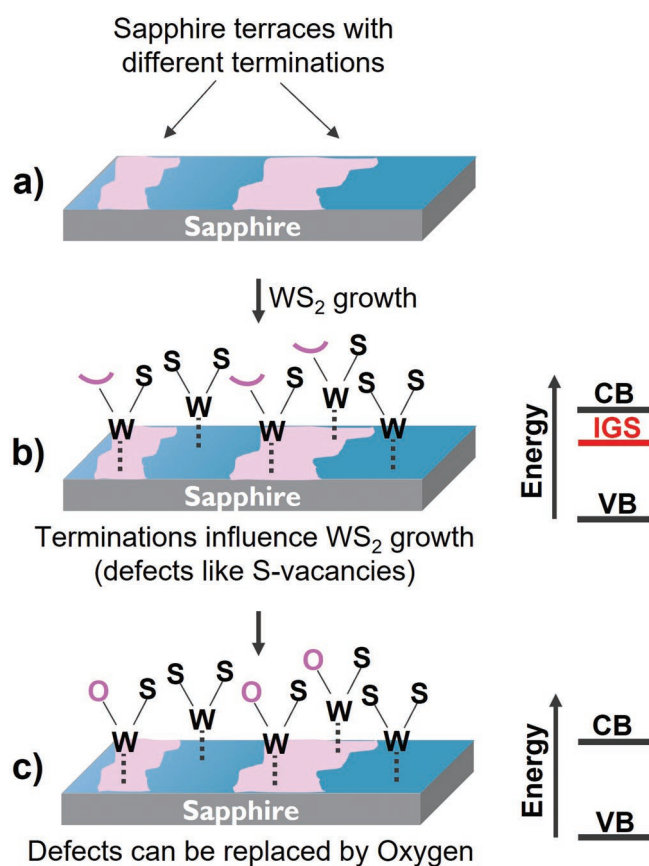 Sapphire terraces with
different terminations
a)
Sapphire
WS₂ growth
S S S S S S
W W W W W
b)
Sapphire
Energy
CB
IGS
VB
Terminations influence WS₂ growth
(defects like S-vacancies)
O S S S O S O S S S
W W W W W
c)
Sapphire
Energy
CB
VB
Defects can be replaced by Oxygen